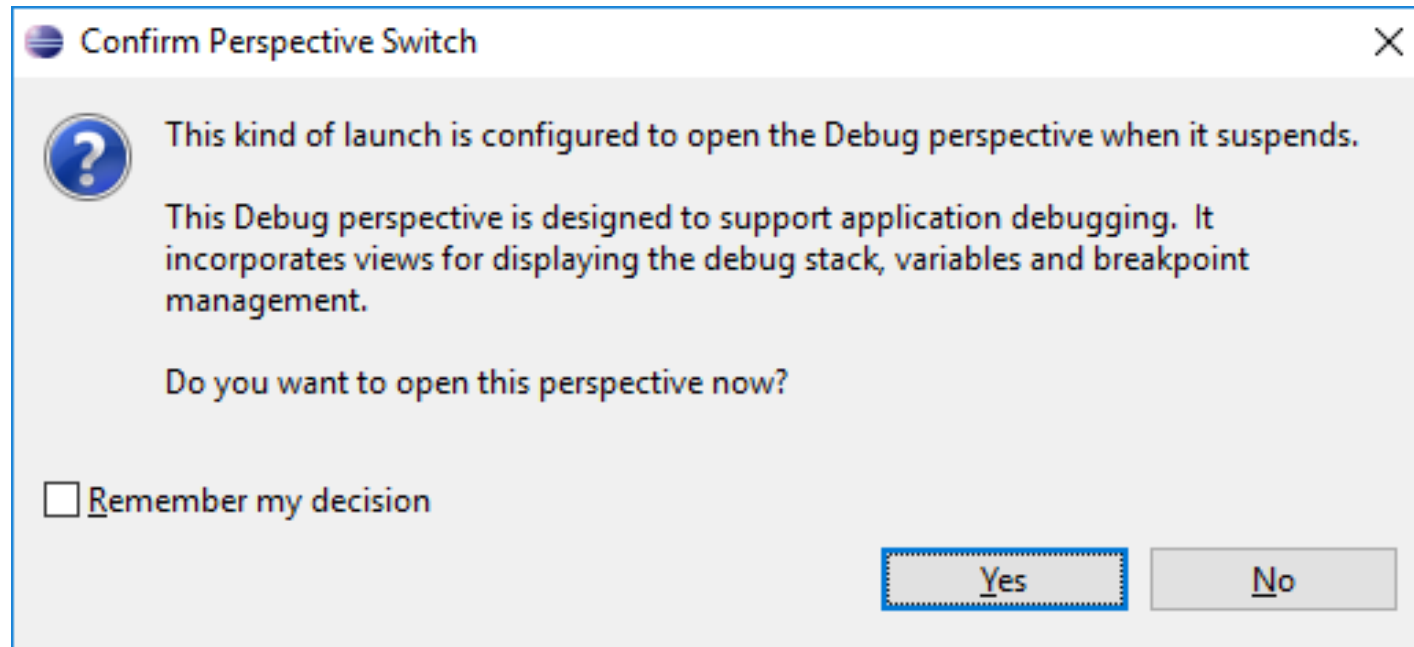 Confirm Perspective Switch
This kind of launch is configured to open the Debug perspective when it suspends.
This Debug perspective is designed to support application debugging.  It
incorporates views for displaying the debug stack, variables and breakpoint
management.
Do you want to open this perspective now?
Remember my decision
Yes
No